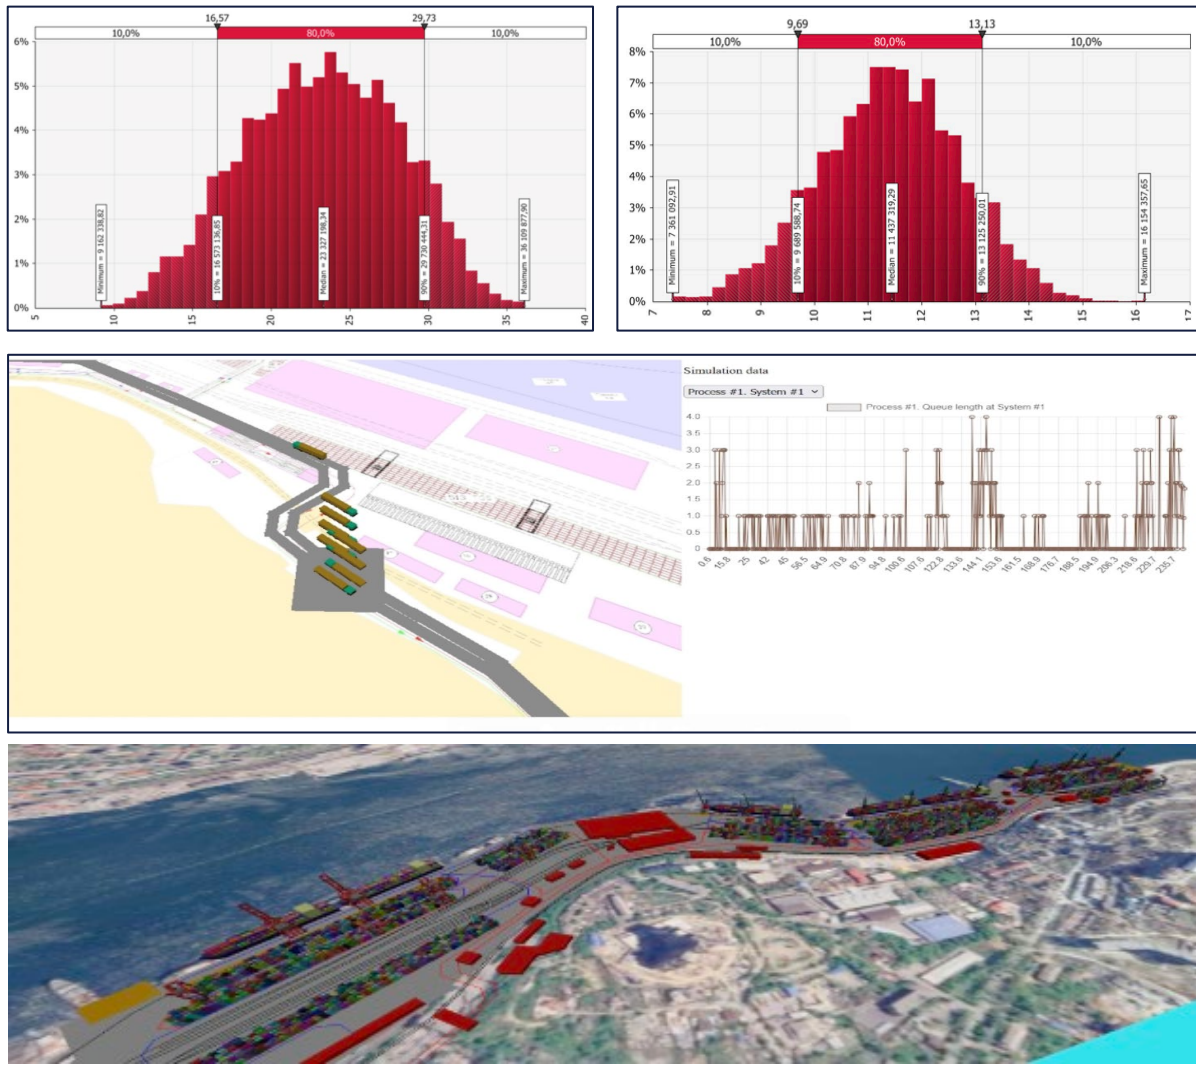 16,57 29,73
10,0% 80,0% 10,0%
6%
5%
4%
3%
2%
1%
0%
Minimum = 9 162 338,82
10% = 16 573 136,85
Median = 23 327 198,34
90% = 29 730 444,31
Maximum = 36 109 877,90
5 10 15 20 25 30 35 40
9,69 13,13
10,0% 80,0% 10,0%
8%
7%
6%
5%
4%
3%
2%
1%
0%
Minimum = 7 361 092,91
10% = 9 689 588,74
Median = 11 437 319,29
90% = 13 125 250,01
Maximum = 16 154 357,65
7 8 9 10 11 12 13 14 15 16 17
Simulation data
Process #1. System #1
Process #1. Queue length at System #1
4.0
3.5
3.0
2.5
2.0
1.5
1.0
0.5
0
0.6 15.8 25 42 45 56.5 64.9 70.8 87.9 94.8 100.6 107.6 122.8 133.6 144.1 153.6 161.5 168.9 176.7 188.5 194.9 206.3 218.6 229.7 235.7